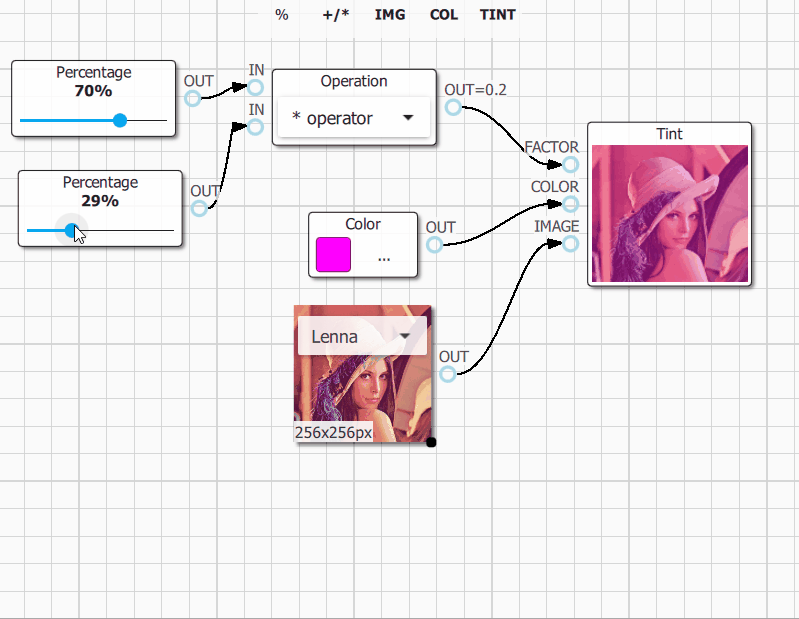 % +/* IMG COL TINT
Percentage
70%
OUT
IN
IN
Operation
* operator
OUT=0.2
Percentage
29%
OUT
Color
...
OUT
Lenna
256x256px
OUT
Tint
FACTOR
COLOR
IMAGE